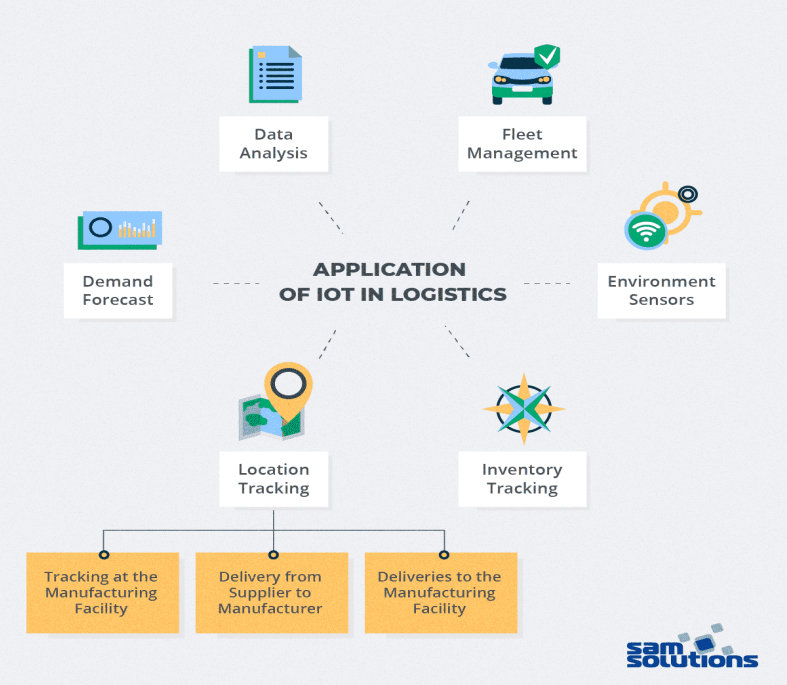 Data
Analysis
Fleet
Management
Demand
Forecast
APPLICATION
OF IOT IN LOGISTICS
Environment
Sensors
Location
Tracking
Inventory
Tracking
Tracking at the
Manufacturing
Facility
Delivery from
Supplier to
Manufacturer
Deliveries to the
Manufacturing
Facility
sam
solutions